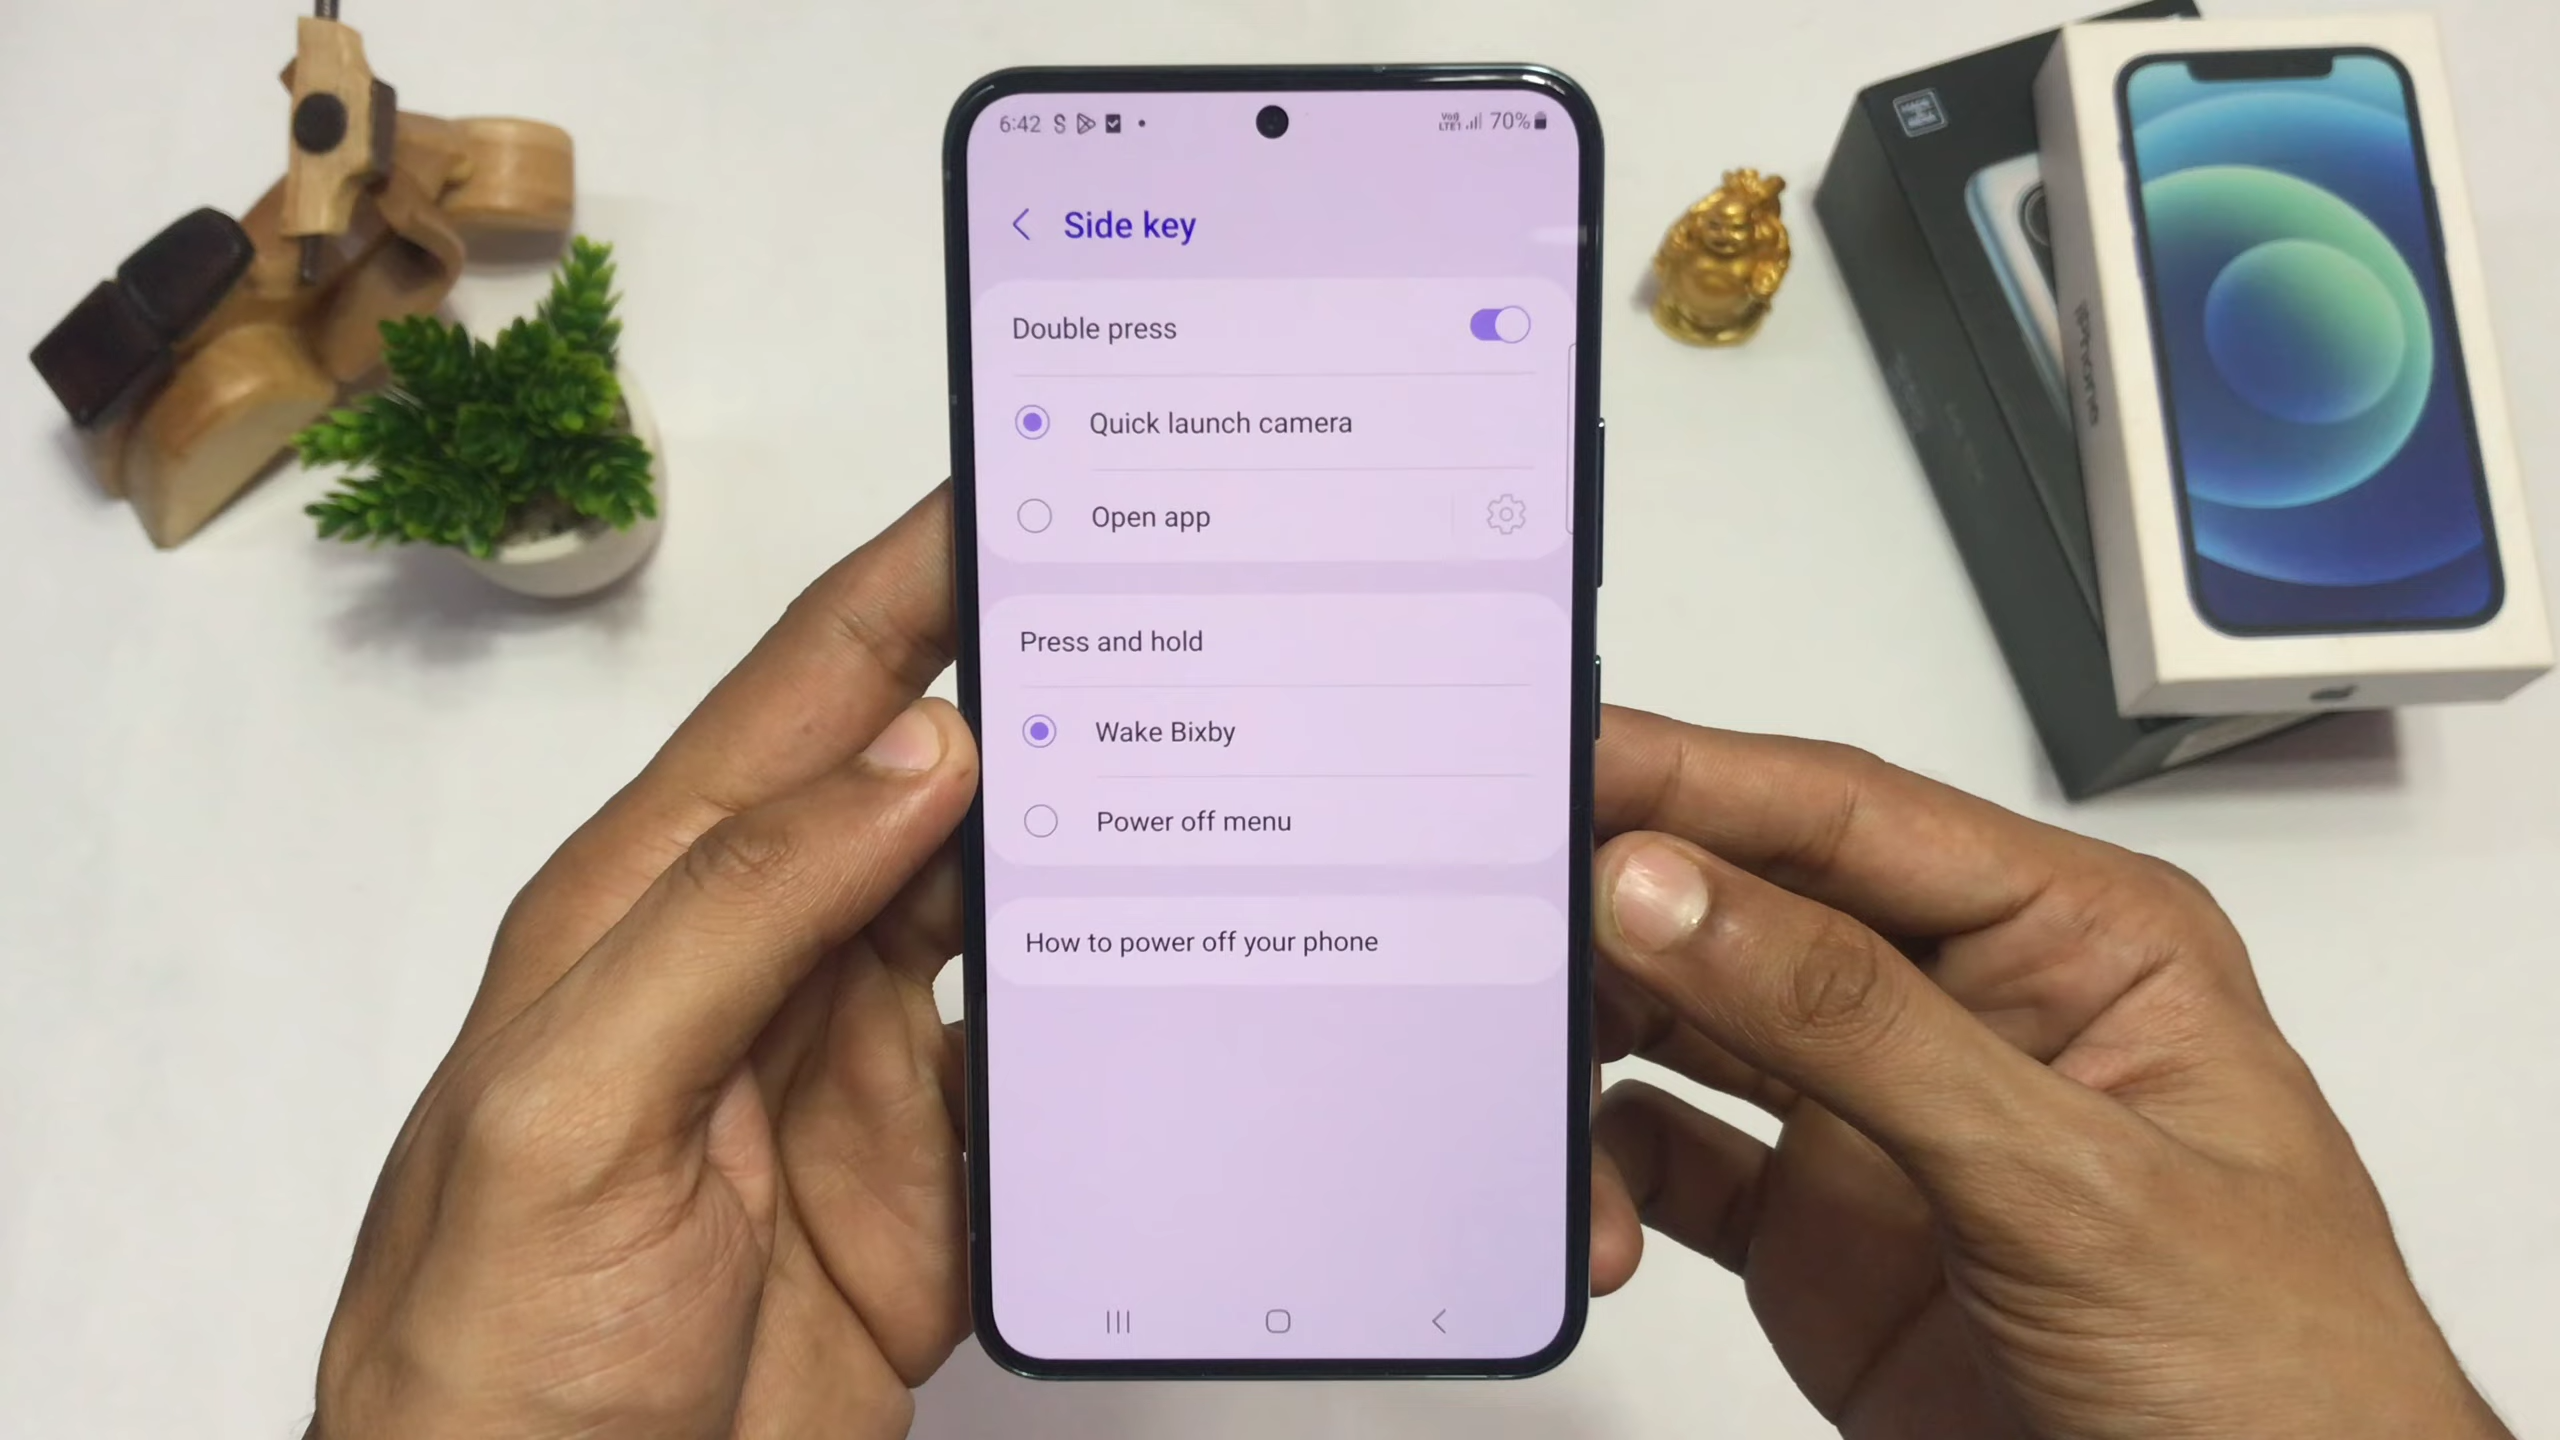 6:42
70%
Side key
Double press
Quick launch camera
Open app
Press and hold
Wake Bixby
Power off menu
How to power off your phone
iPhone